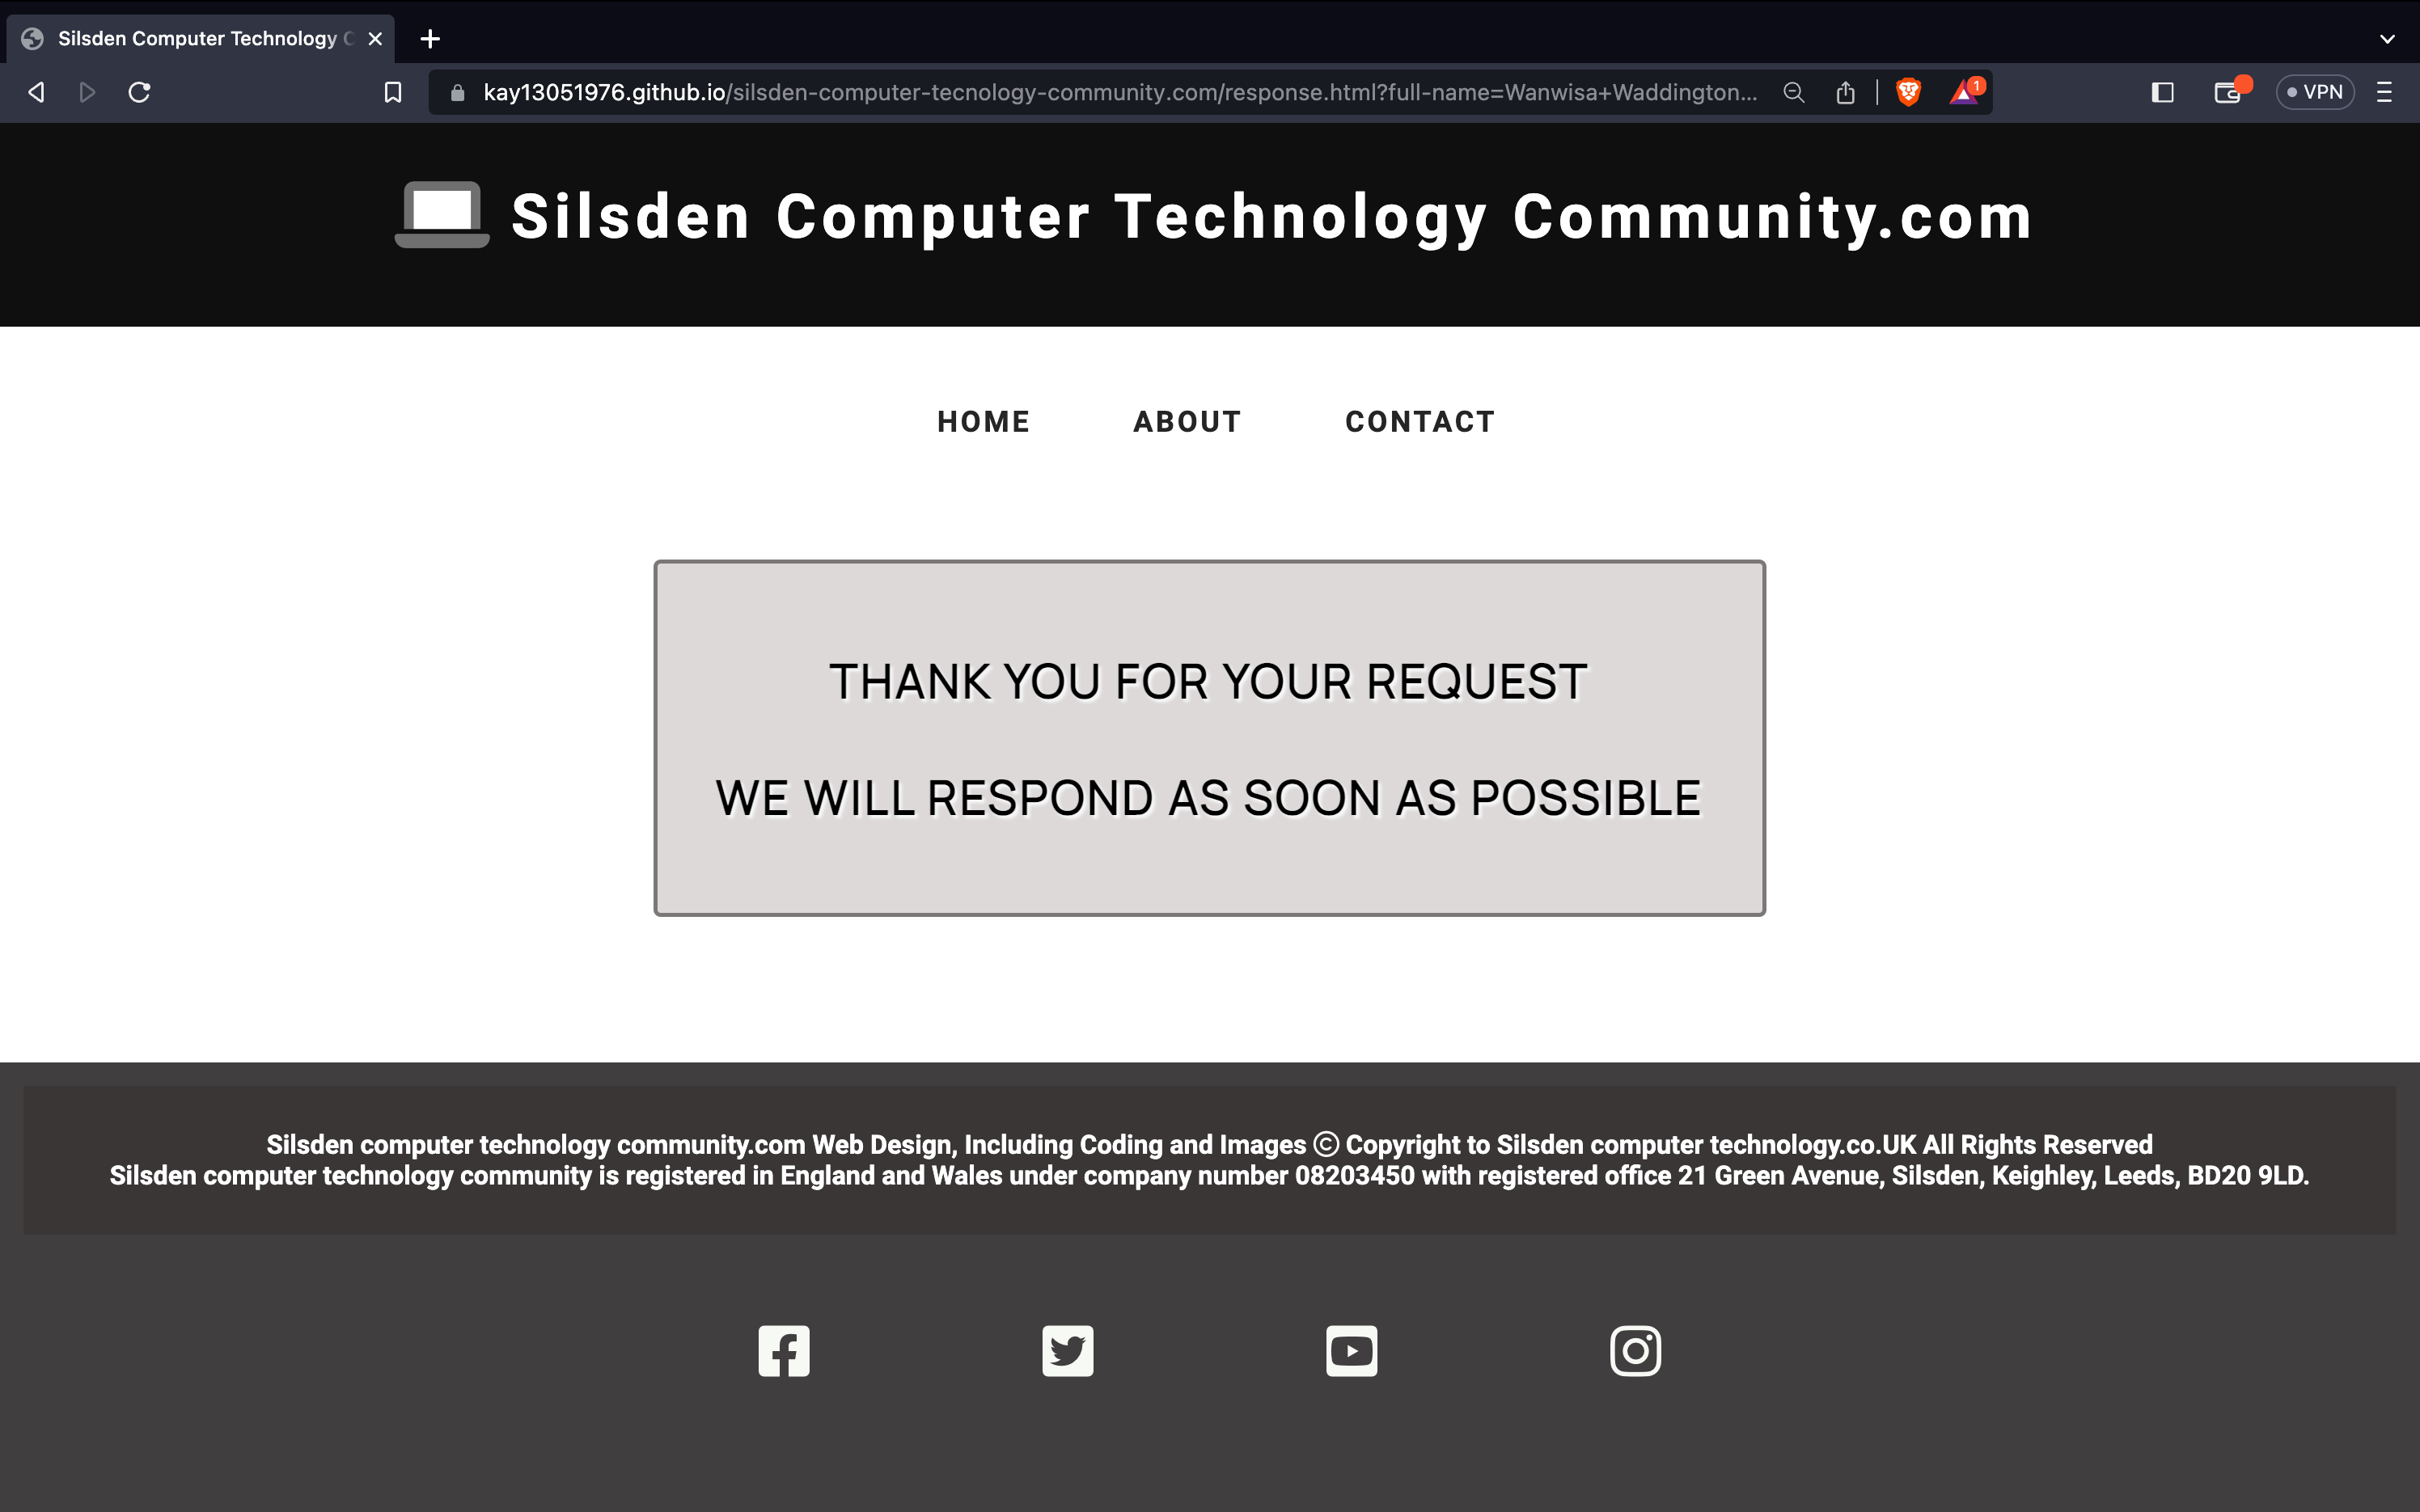 Silsden Computer Technology
kay13051976.github.io/silsden-computer-tecnology-community.com/response.html?full-name=Wanwisa+Waddington...
1
VPN
Silsden Computer Technology Community.com
HOME ABOUT CONTACT
THANK YOU FOR YOUR REQUEST
WE WILL RESPOND AS SOON AS POSSIBLE
Silsden computer technology community.com Web Design, Including Coding and Images © Copyright to Silsden computer technology.co.UK All Rights Reserved
Silsden computer technology community is registered in England and Wales under company number 08203450 with registered office 21 Green Avenue, Silsden, Keighley, Leeds, BD20 9LD.